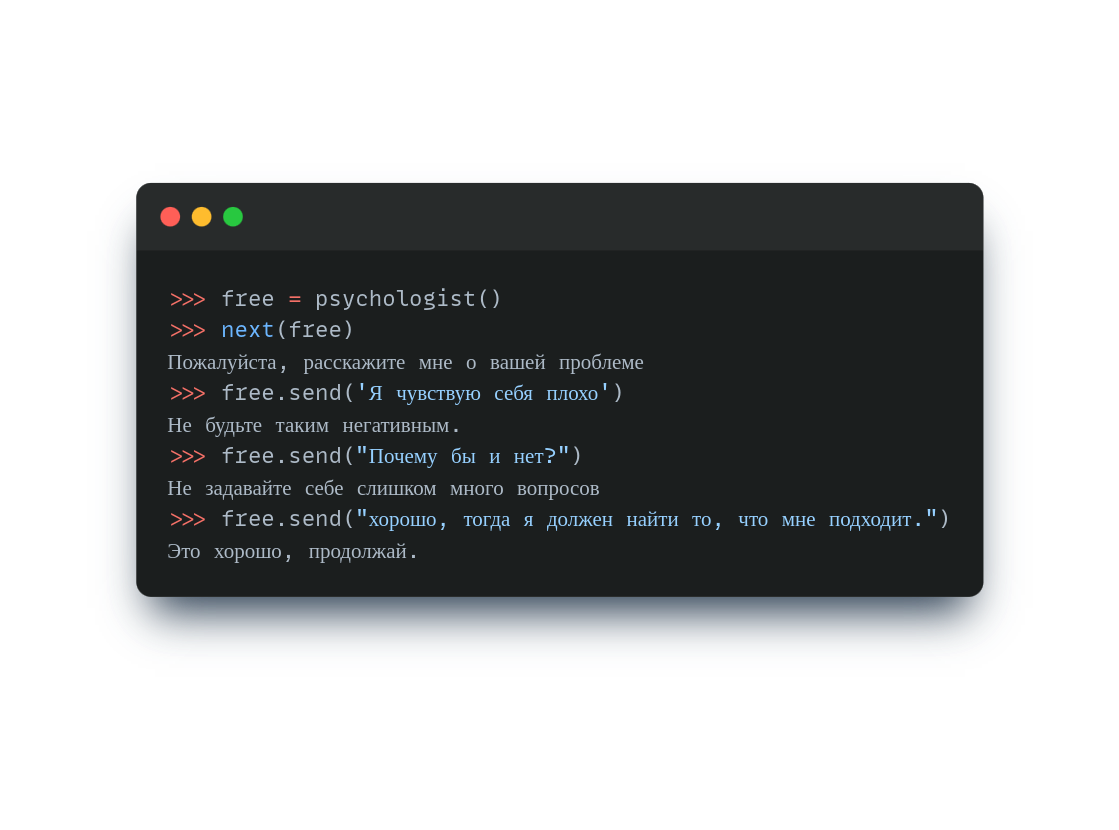 >>> free = psychologist()
>>> next(free)
Пожалуйста, расскажите мне о вашей проблеме
>>> free.send('Я чувствую себя плохо')
Не будьте таким негативным.
>>> free.send("Почему бы и нет?")
Не задавайте себе слишком много вопросов
>>> free.send("хорошо, тогда я должен найти то, что мне подходит.")
Это хорошо, продолжай.